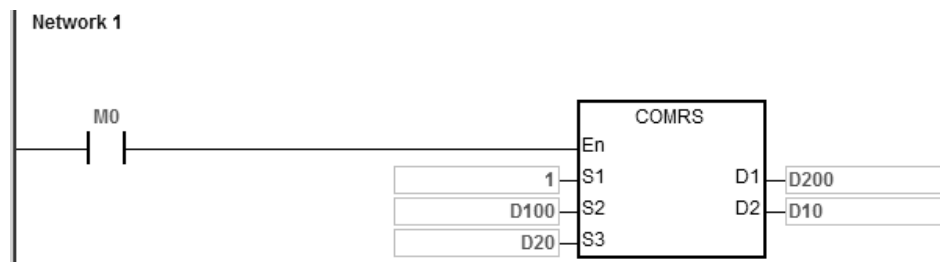 Network 1
M0
COMRS
En
1 S1 D1 D200
D100 S2 D2 D10
D20 S3